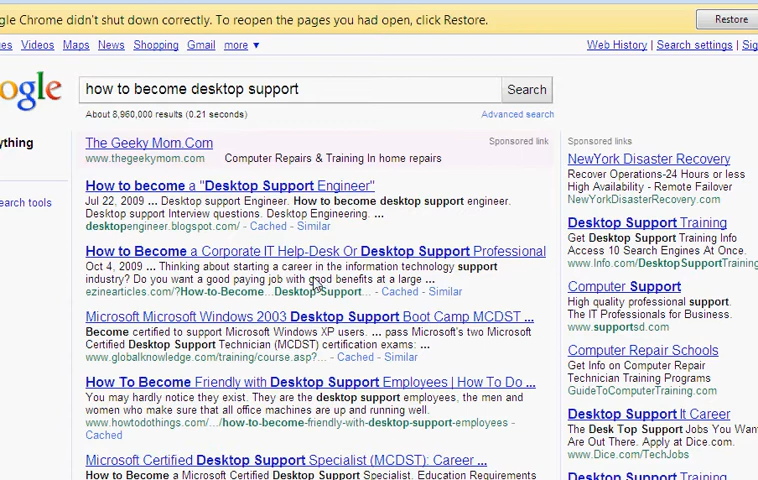 gle Chrome didn't shut down correctly. To reopen the pages you had open, click Restore.
Restore
es Videos Maps News Shopping Gmail more ▼
Web History | Search settings | Sig
ogle
how to become desktop support
Search
About 8,960,000 results (0.21 seconds)
Advanced search
ything
earch tools
The Geeky Mom.Com
Sponsored link
www.thegeekymom.com Computer Repairs & Training In home repairs
How to become a "Desktop Support Engineer"
Jul 22, 2009 ... Desktop support Engineer. How to become desktop support engineer.
Desktop support Interview questions. Desktop Engineering. ...
desktopengineer.blogspot.com/ - Cached - Similar
How to Become a Corporate IT Help-Desk Or Desktop Support Professional
Oct 4, 2009 ... Thinking about starting a career in the information technology support
industry? Do you want a good paying job with good benefits at a large ...
ezinearticles.com/?How-to-Become...Desktop-Support... - Cached - Similar
Microsoft Microsoft Windows 2003 Desktop Support Boot Camp MCDST ...
Become certified to support Microsoft Windows XP users. ... pass Microsoft's two Microsoft
Certified Desktop Support Technician (MCDST) certification exams: ...
www.globalknowledge.com/training/course.asp?... - Cached - Similar
How To Become Friendly with Desktop Support Employees | How To Do ...
You may hardly notice they exist. They are the desktop support employees, the men and
women who make sure that all office machines are up and running well.
www.howtodothings.com/.../how-to-become-friendly-with-desktop-support-employees -
Cached
Microsoft Certified Desktop Support Specialist (MCDST): Career ...
How to Become a Microsoft Certified Desktop Support Specialist. Education Requirements
Sponsored links
NewYork Disaster Recovery
Recover Operations-24 Hours or less
High Availability - Remote Failover
NewYorkDisasterRecovery.com
Desktop Support Training
Get Desktop Support Training Info
Access 10 Search Engines At Once.
www.Info.com/DesktopSupportTraining
Computer Support
High quality professional support.
The IT Professionals for Business.
www.supportsd.com
Computer Repair Schools
Get Info on Computer Repair
Technician Training Programs
GuideToComputerTraining.com
Desktop Support It Career
The Desk Top Support Jobs You Want
Are Out There. Apply at Dice.com.
www.Dice.com/TechJobs
Desktop Support Training